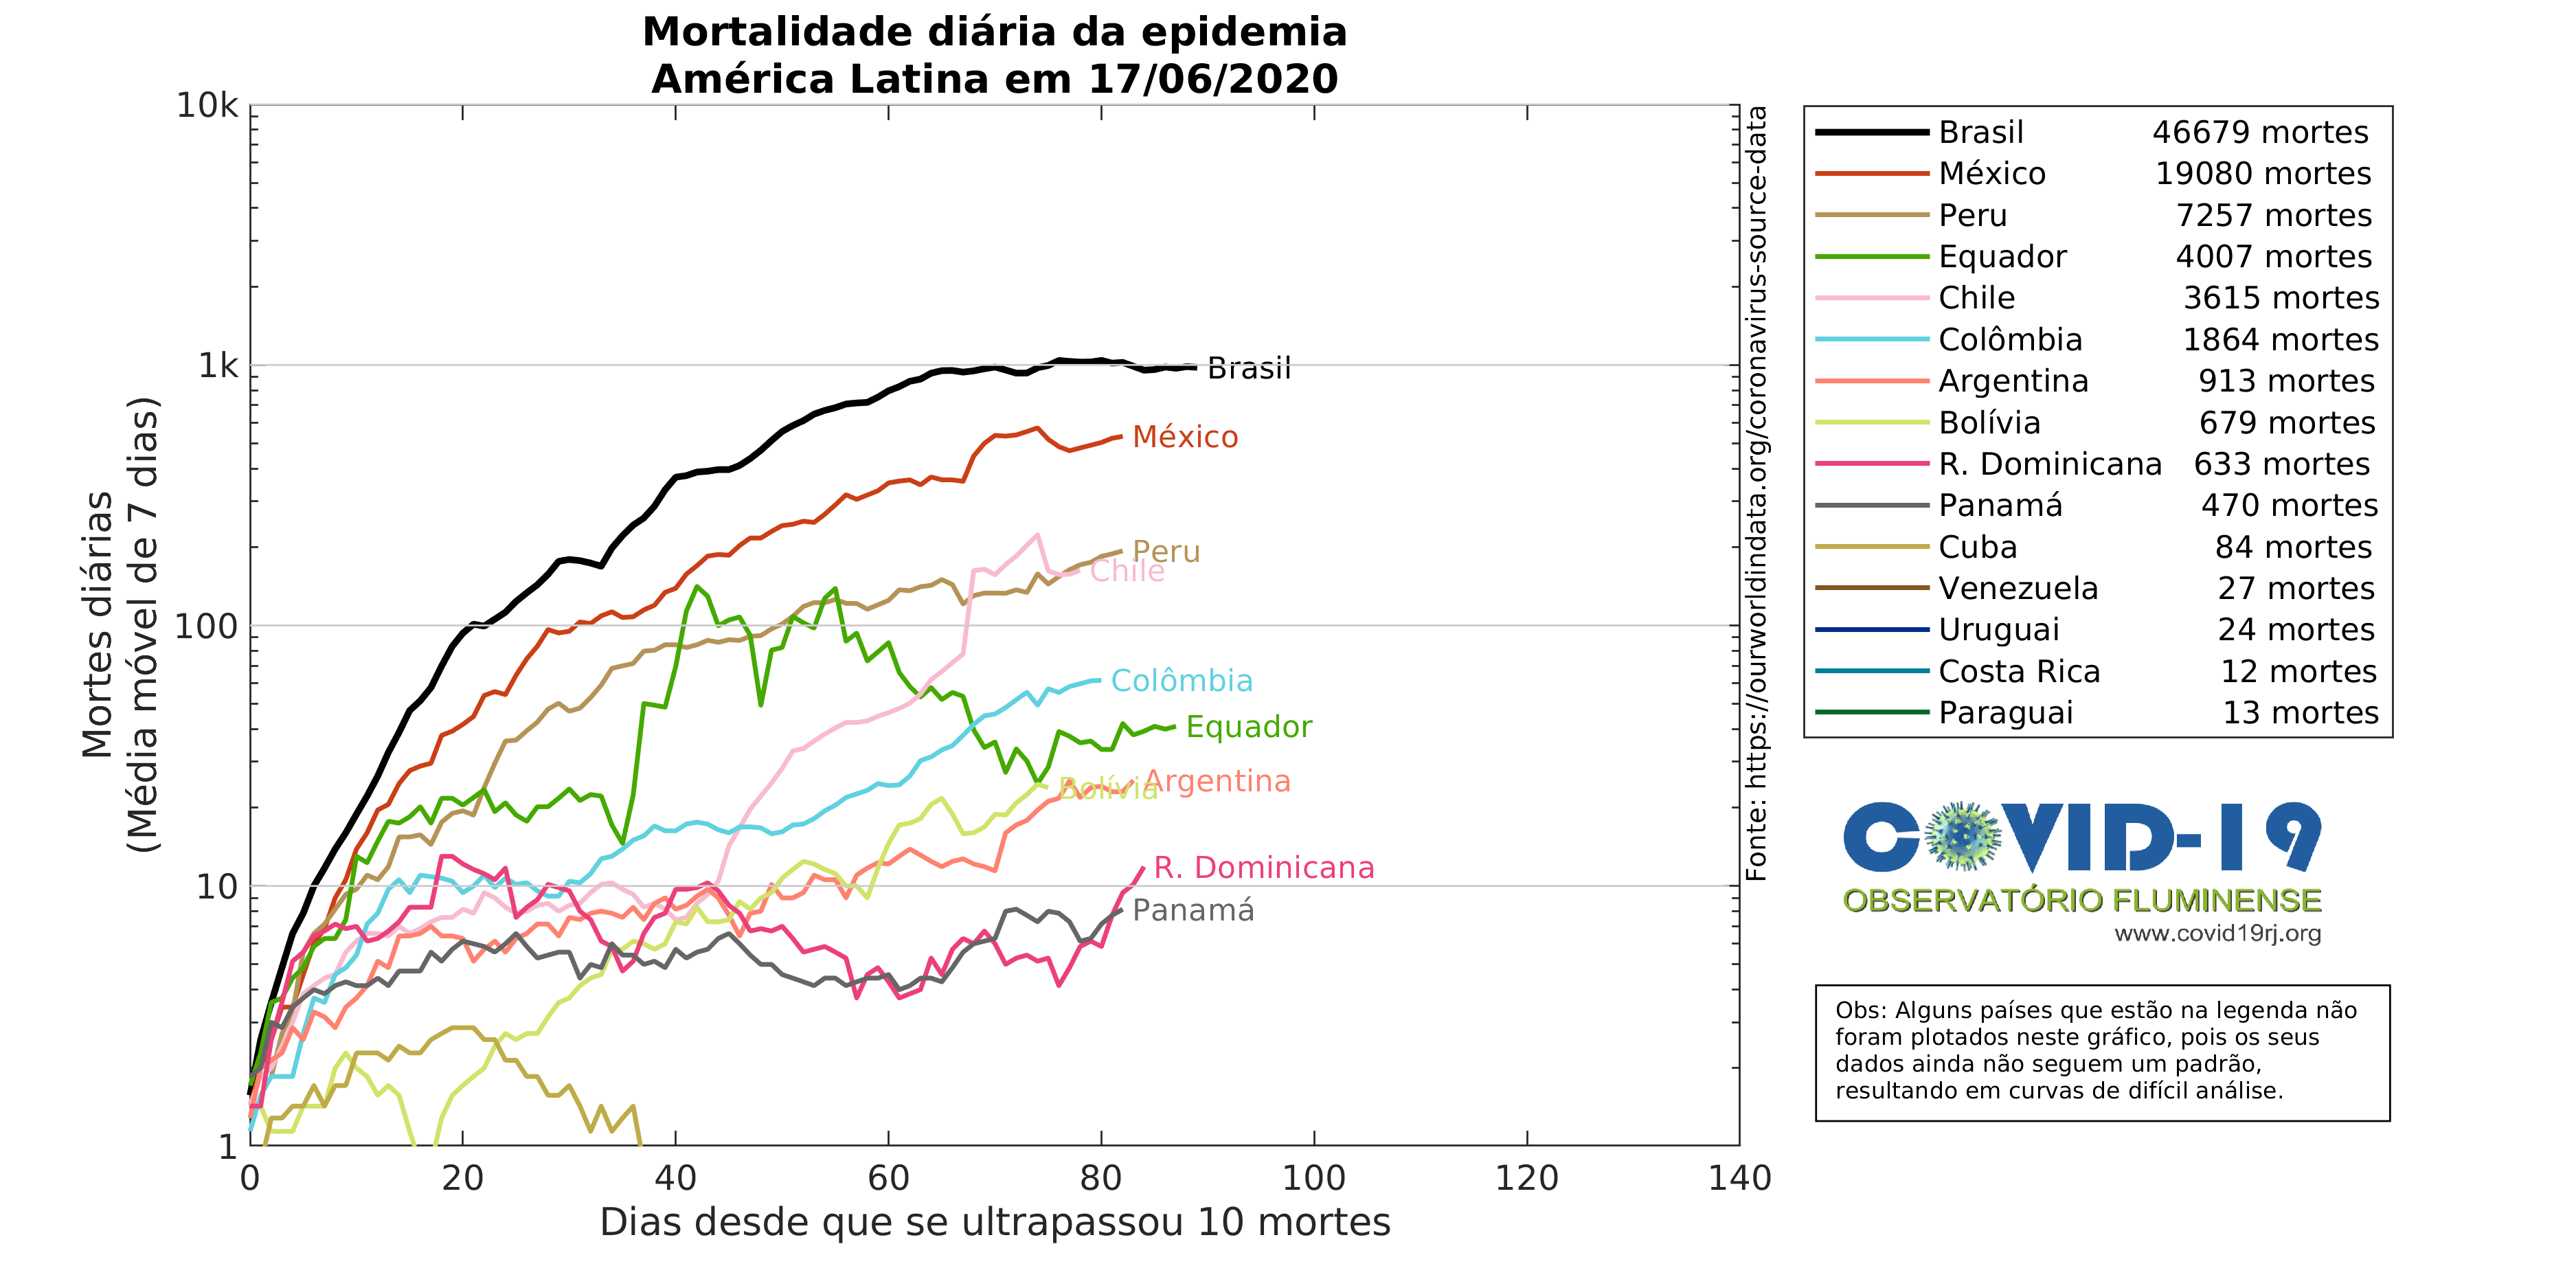 Mortalidade diária da epidemia
América Latina em 17/06/2020
Mortes diárias
(Média móvel de 7 dias)
10k
1k
100
10
1
0 20 40 60 80 100 120 140
Dias desde que se ultrapassou 10 mortes
Brasil
México
Peru
Chile
Colômbia
Equador
Bolívia
Argentina
R. Dominicana
Panamá
Fonte: https://ourworldindata.org/coronavirus-source-data
Brasil 46679 mortes
México 19080 mortes
Peru 7257 mortes
Equador 4007 mortes
Chile 3615 mortes
Colômbia 1864 mortes
Argentina 913 mortes
Bolívia 679 mortes
R. Dominicana 633 mortes
Panamá 470 mortes
Cuba 84 mortes
Venezuela 27 mortes
Uruguai 24 mortes
Costa Rica 12 mortes
Paraguai 13 mortes
COVID-19
OBSERVATÓRIO FLUMINENSE
www.covid19rj.org
Obs: Alguns países que estão na legenda não
foram plotados neste gráfico, pois os seus
dados ainda não seguem um padrão,
resultando em curvas de difícil análise.